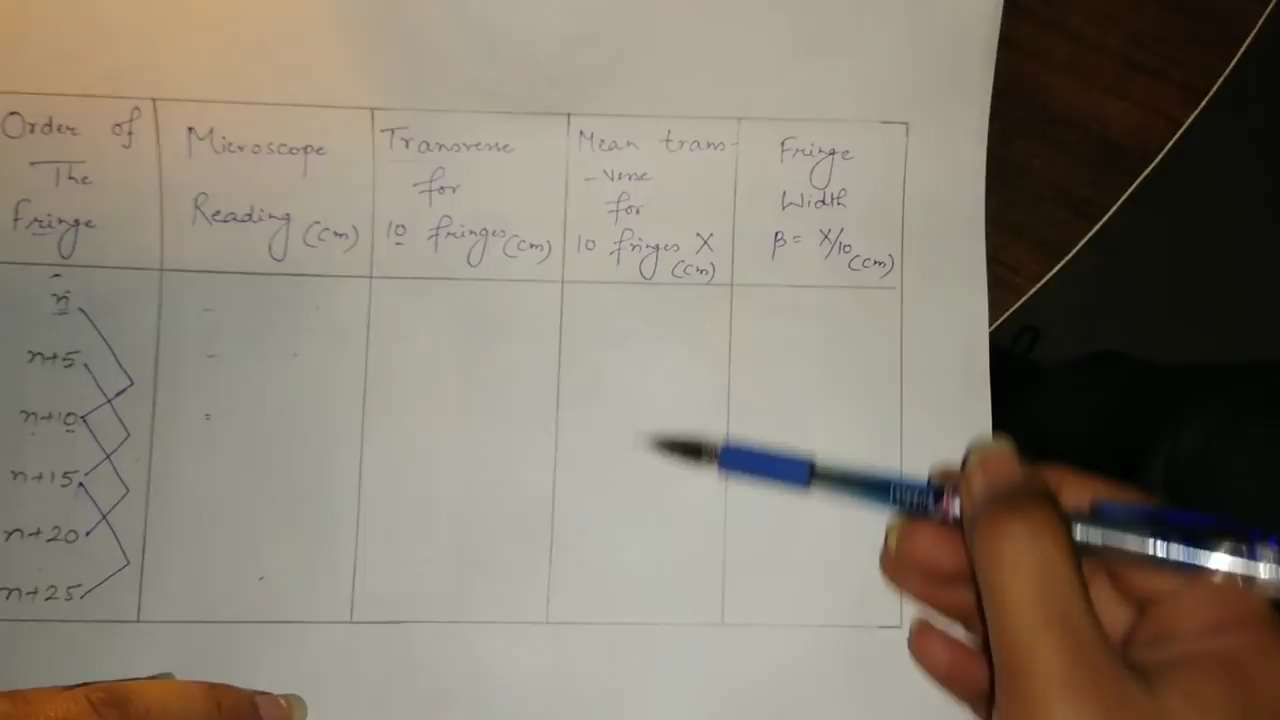 Order of
The
fringe
Microscope
Reading (cm)
Transverse
for
10 fringes (cm)
Mean trans-
-verse
for
10 fringes X
(cm)
Fringe
Width
β = X/10 (cm)
n
n+5
n+10
n+15
n+20
n+25